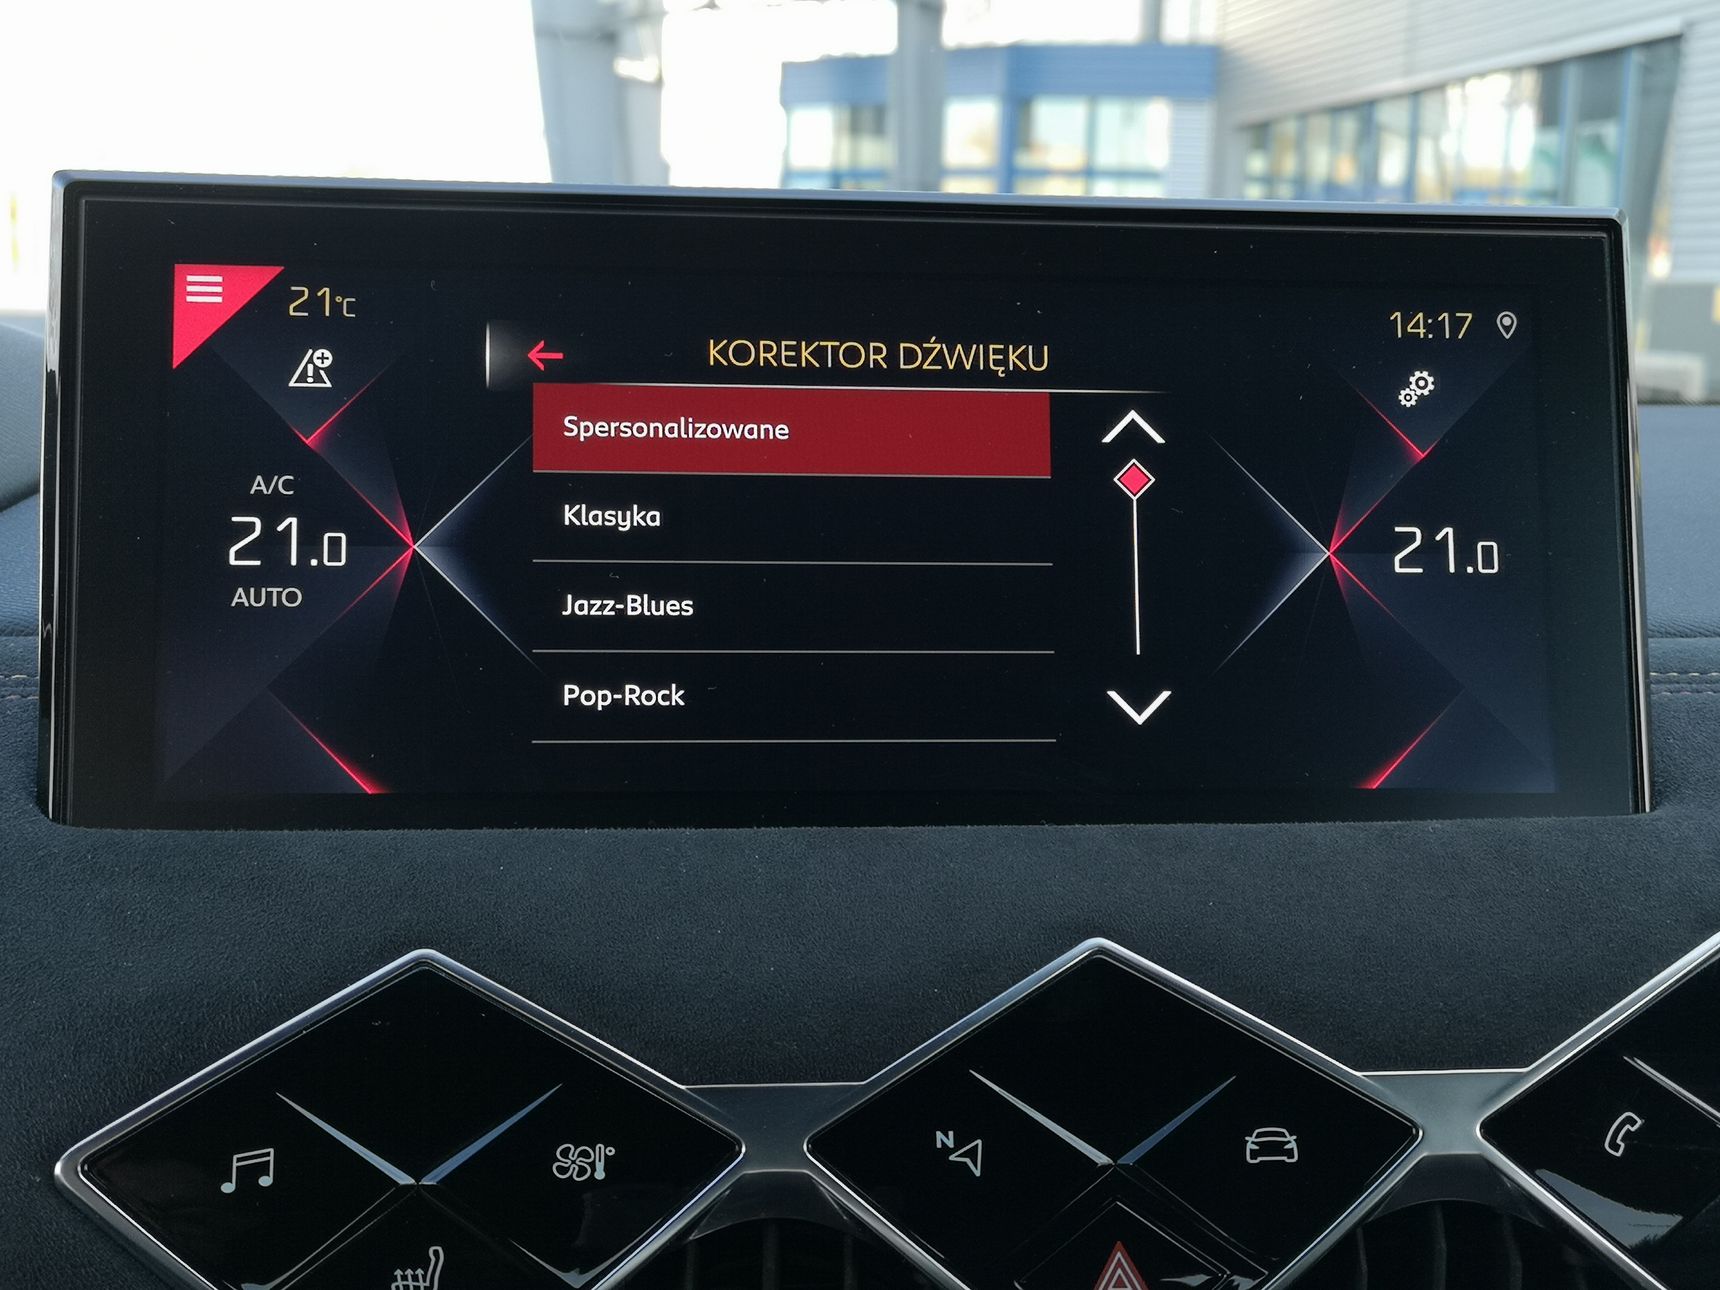 21°C
14:17
KOREKTOR DŹWIĘKU
Spersonalizowane
A/C
Klasyka
21.0
21.0
AUTO
Jazz-Blues
Pop-Rock
N